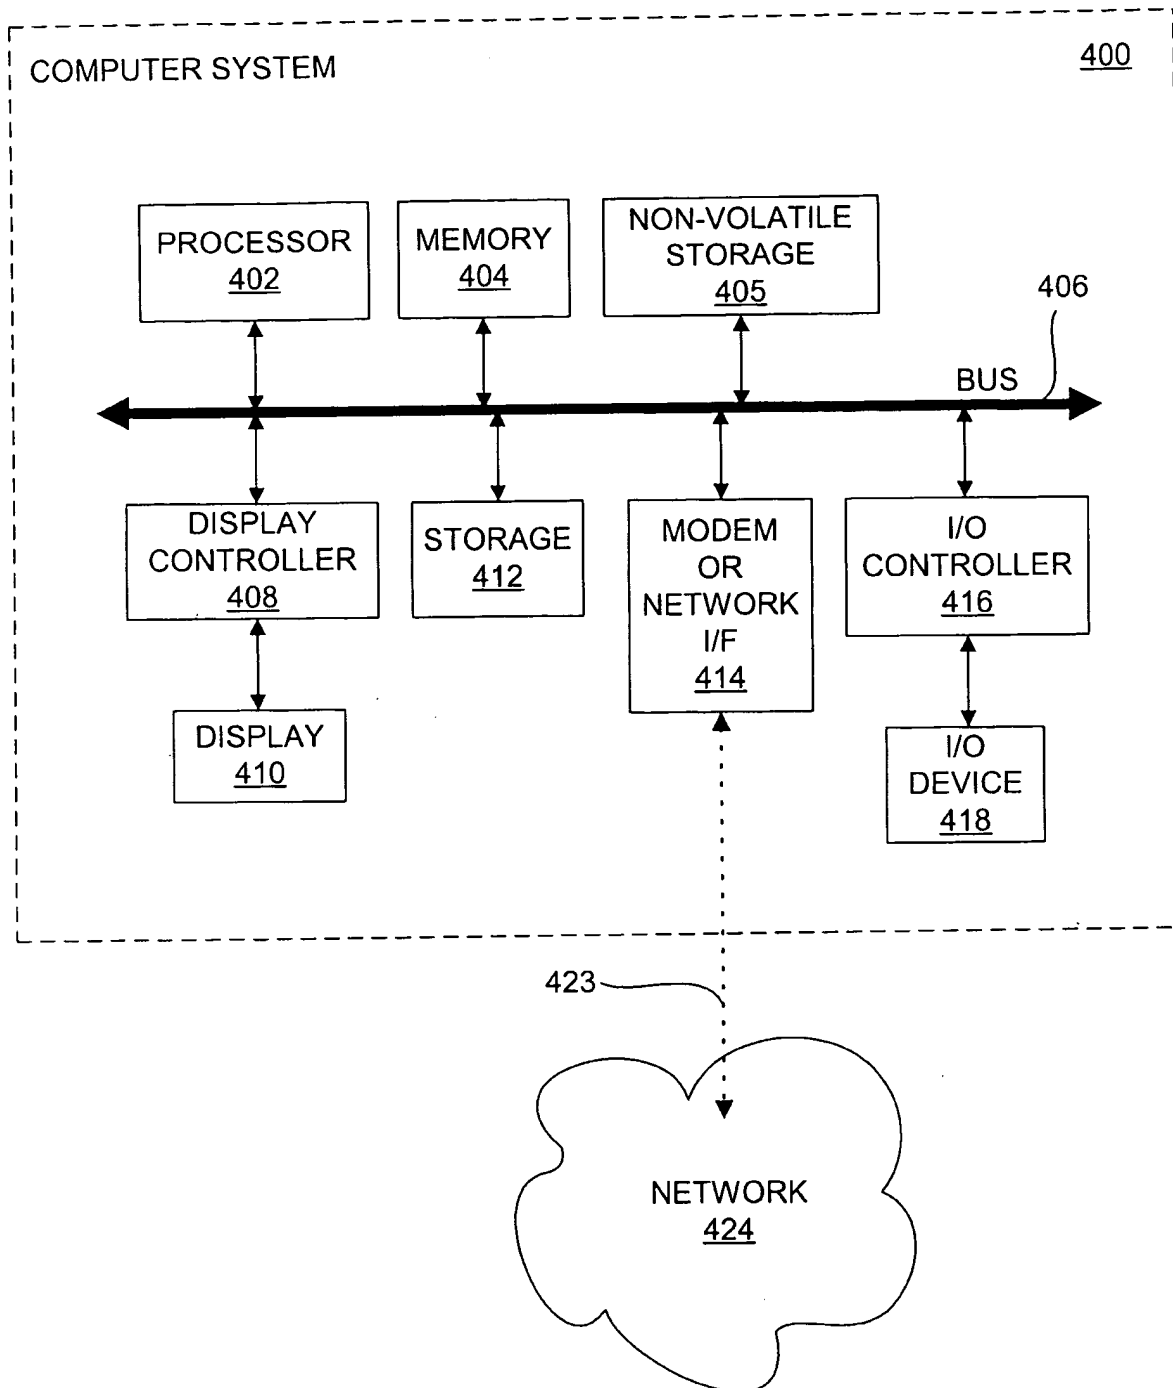 COMPUTER SYSTEM
400
PROCESSOR
402
MEMORY
404
NON-VOLATILE
STORAGE
405
406
BUS
DISPLAY
CONTROLLER
408
STORAGE
412
MODEM
OR
NETWORK
I/F
414
I/O
CONTROLLER
416
DISPLAY
410
I/O
DEVICE
418
423
NETWORK
424